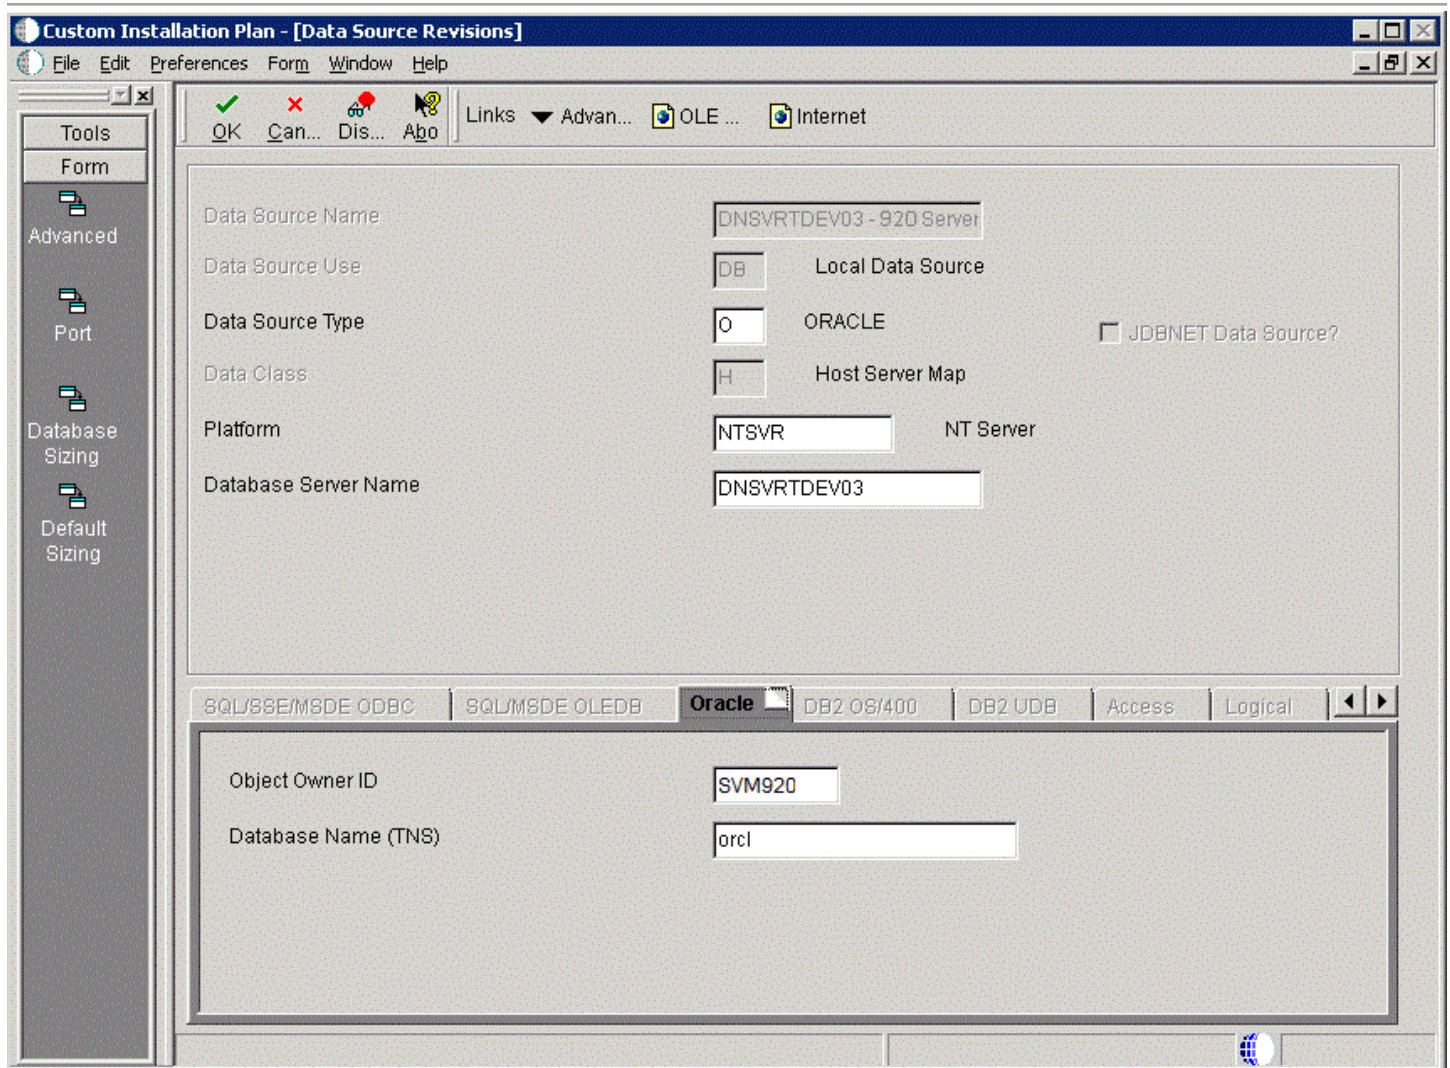 Custom Installation Plan - [Data Source Revisions]
File Edit Preferences Form Window Help
OK Can... Dis... Abo Links Advan... OLE ... Internet
Tools
Form
Advanced
Port
Database
Sizing
Default
Sizing
Data Source Name DNSVRTDEV03 - 920 Server
Data Source Use DB Local Data Source
Data Source Type O ORACLE JDBNET Data Source?
Data Class H Host Server Map
Platform NTSVR NT Server
Database Server Name DNSVRTDEV03
SQL/SSE/MSDE ODBC SQL/MSDE OLEDB Oracle DB2 OS/400 DB2 UDB Access Logical
Object Owner ID SVM920
Database Name (TNS) orcl